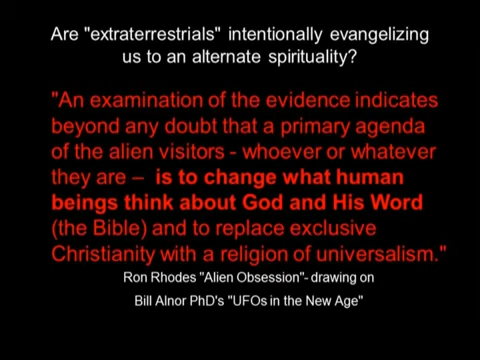 Are "extraterrestrials" intentionally evangelizing
us to an alternate spirituality?
"An examination of the evidence indicates
beyond any doubt that a primary agenda
of the alien visitors - whoever or whatever
they are – is to change what human
beings think about God and His Word
(the Bible) and to replace exclusive
Christianity with a religion of universalism."
Ron Rhodes "Alien Obsession"- drawing on
Bill Alnor PhD's "UFOs in the New Age"